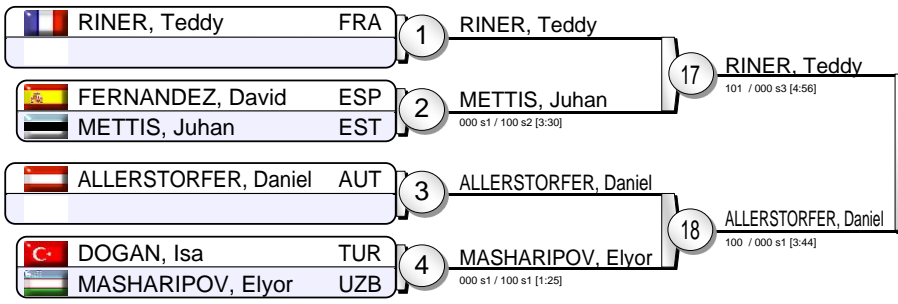 RINER, Teddy FRA
1
RINER, Teddy
FERNANDEZ, David ESP
METTIS, Juhan EST
2
METTIS, Juhan
000 s1 / 100 s2 [3:30]
17
RINER, Teddy
101 / 000 s3 [4:56]
ALLERSTORFER, Daniel AUT
3
ALLERSTORFER, Daniel
DOGAN, Isa TUR
MASHARIPOV, Elyor UZB
4
MASHARIPOV, Elyor
000 s1 / 100 s1 [1:25]
18
ALLERSTORFER, Daniel
100 / 000 s1 [3:44]